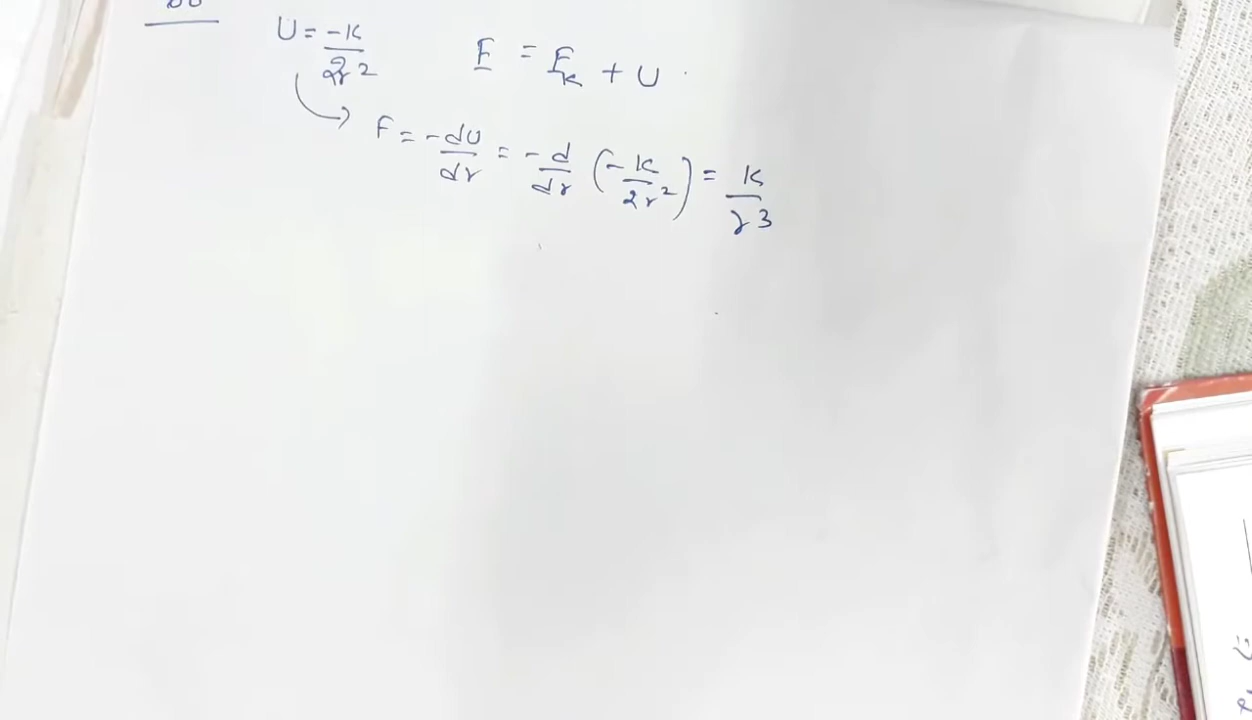 U = -k/2r²
E = E_k + U
F = -dU/dr = -d/dr (-k/2r²) = k/r³